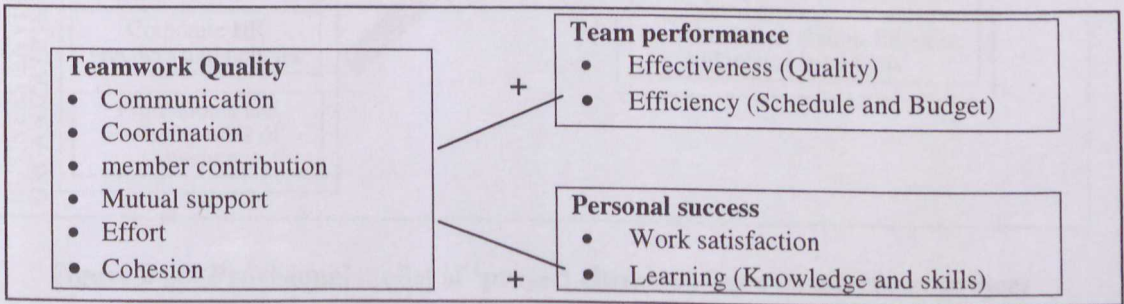 Teamwork Quality
• Communication
• Coordination
• member contribution
• Mutual support
• Effort
• Cohesion
+
+
Team performance
• Effectiveness (Quality)
• Efficiency (Schedule and Budget)
Personal success
• Work satisfaction
• Learning (Knowledge and skills)